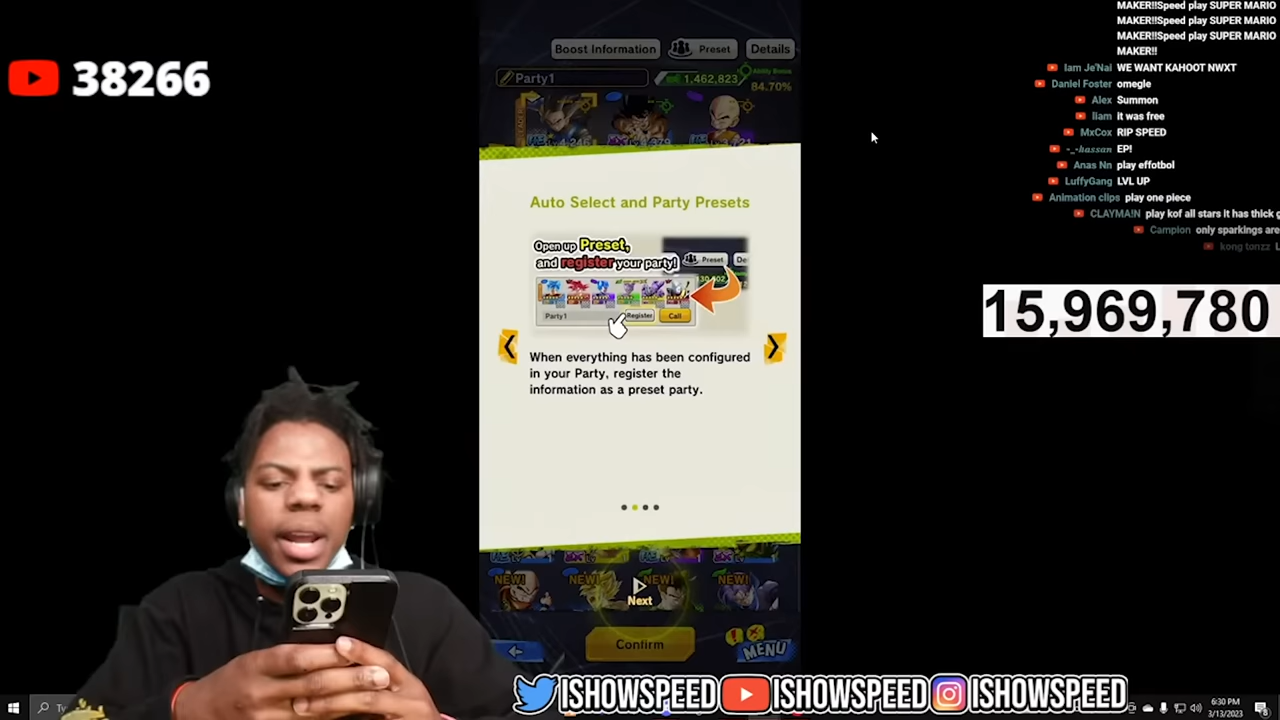 38266
Boost Information
Preset
Details
Party1
1,462,823
84.70%
Auto Select and Party Presets
Open up Preset,
and register your party!
Preset
Party1
Register
Call
When everything has been configured
in your Party, register the
information as a preset party.
NEW!
NEW!
NEW!
NEW!
Next
Confirm
MENU
MAKER!!Speed play SUPER MARIO
MAKER!!Speed play SUPER MARIO
MAKER!!Speed play SUPER MARIO
MAKER!!
Iam Je'Nai WE WANT KAHOOT NWXT
Daniel Foster omegle
Alex Summon
liam it was free
MxCox RIP SPEED
-_-hassan EP!
Anas Nn play effotbol
LuffyGang LVL UP
Animation clips play one piece
CLAYMA!N play kof all stars it has thick
Campion only sparkings are
kong tonzz
15,969,780
ISHOWSPEED ISHOWSPEED ISHOWSPEED
6:30 PM
3/13/2023